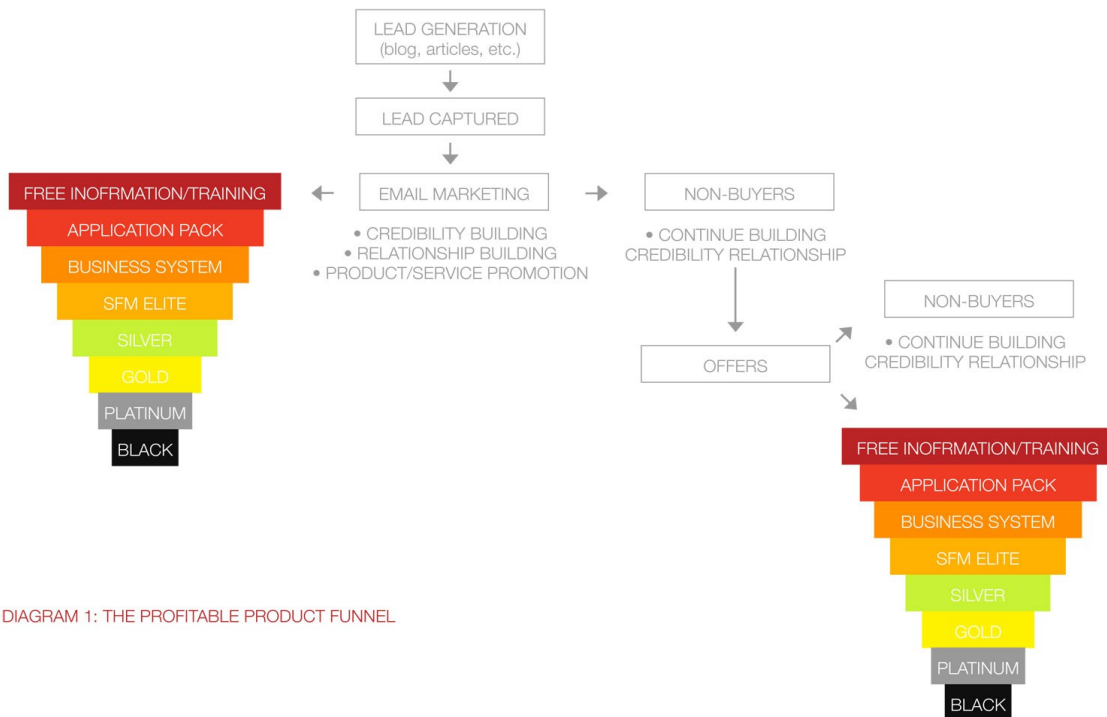 LEAD GENERATION
(blog, articles, etc.)
LEAD CAPTURED
EMAIL MARKETING
• CREDIBILITY BUILDING
• RELATIONSHIP BUILDING
• PRODUCT/SERVICE PROMOTION
FREE INOFRMATION/TRAINING
APPLICATION PACK
BUSINESS SYSTEM
SFM ELITE
SILVER
GOLD
PLATINUM
BLACK
NON-BUYERS
• CONTINUE BUILDING
CREDIBILITY RELATIONSHIP
OFFERS
NON-BUYERS
• CONTINUE BUILDING
CREDIBILITY RELATIONSHIP
FREE INOFRMATION/TRAINING
APPLICATION PACK
BUSINESS SYSTEM
SFM ELITE
SILVER
GOLD
PLATINUM
BLACK
DIAGRAM 1: THE PROFITABLE PRODUCT FUNNEL